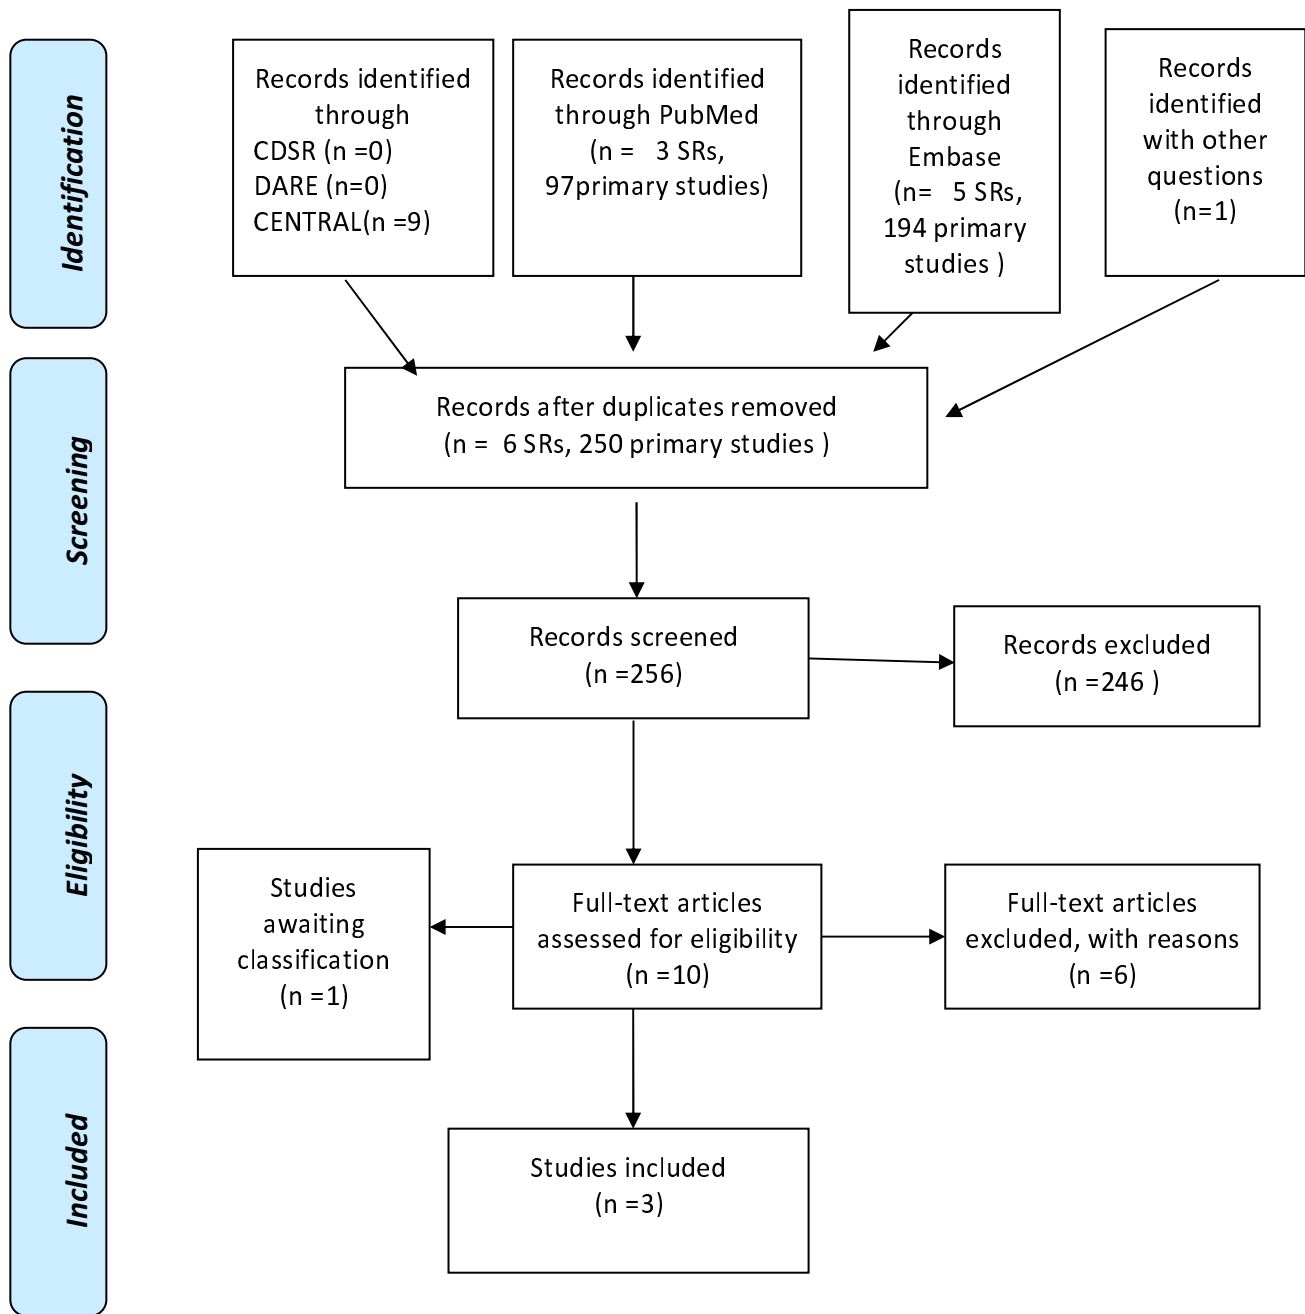 Identification
Records identified
through
CDSR (n =0)
DARE (n=0)
CENTRAL(n =9)
Records identified
through PubMed
(n =   3 SRs,
97primary studies)
Records
identified
through
Embase
(n=   5 SRs,
194 primary
studies )
Records
identified
with other
questions
(n=1)
Screening
Records after duplicates removed
(n =  6 SRs, 250 primary studies )
Records screened
(n =256)
Records excluded
(n =246 )
Eligibility
Studies
awaiting
classification
(n =1)
Full-text articles
assessed for eligibility
(n =10)
Full-text articles
excluded, with reasons
(n =6)
Included
Studies included
(n =3)